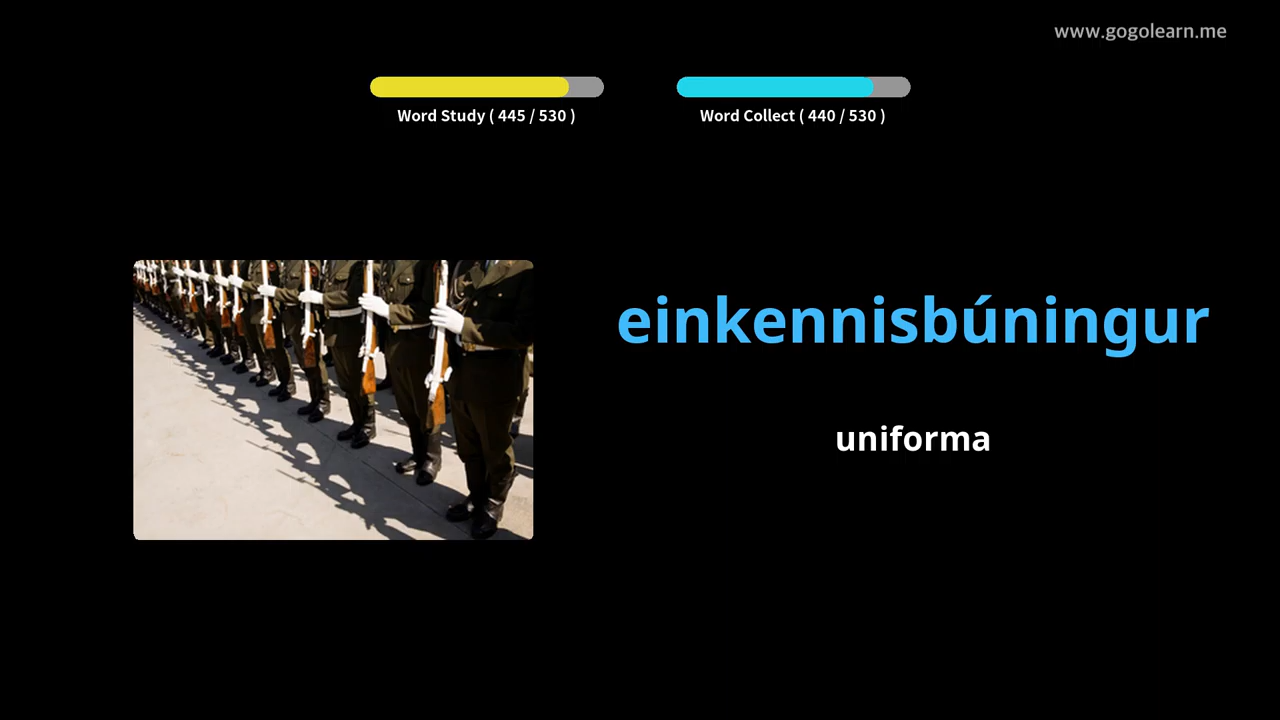 www.gogolearn.me
Word Study ( 445 / 530 )
Word Collect ( 440 / 530 )
einkennisbúningur
uniforma